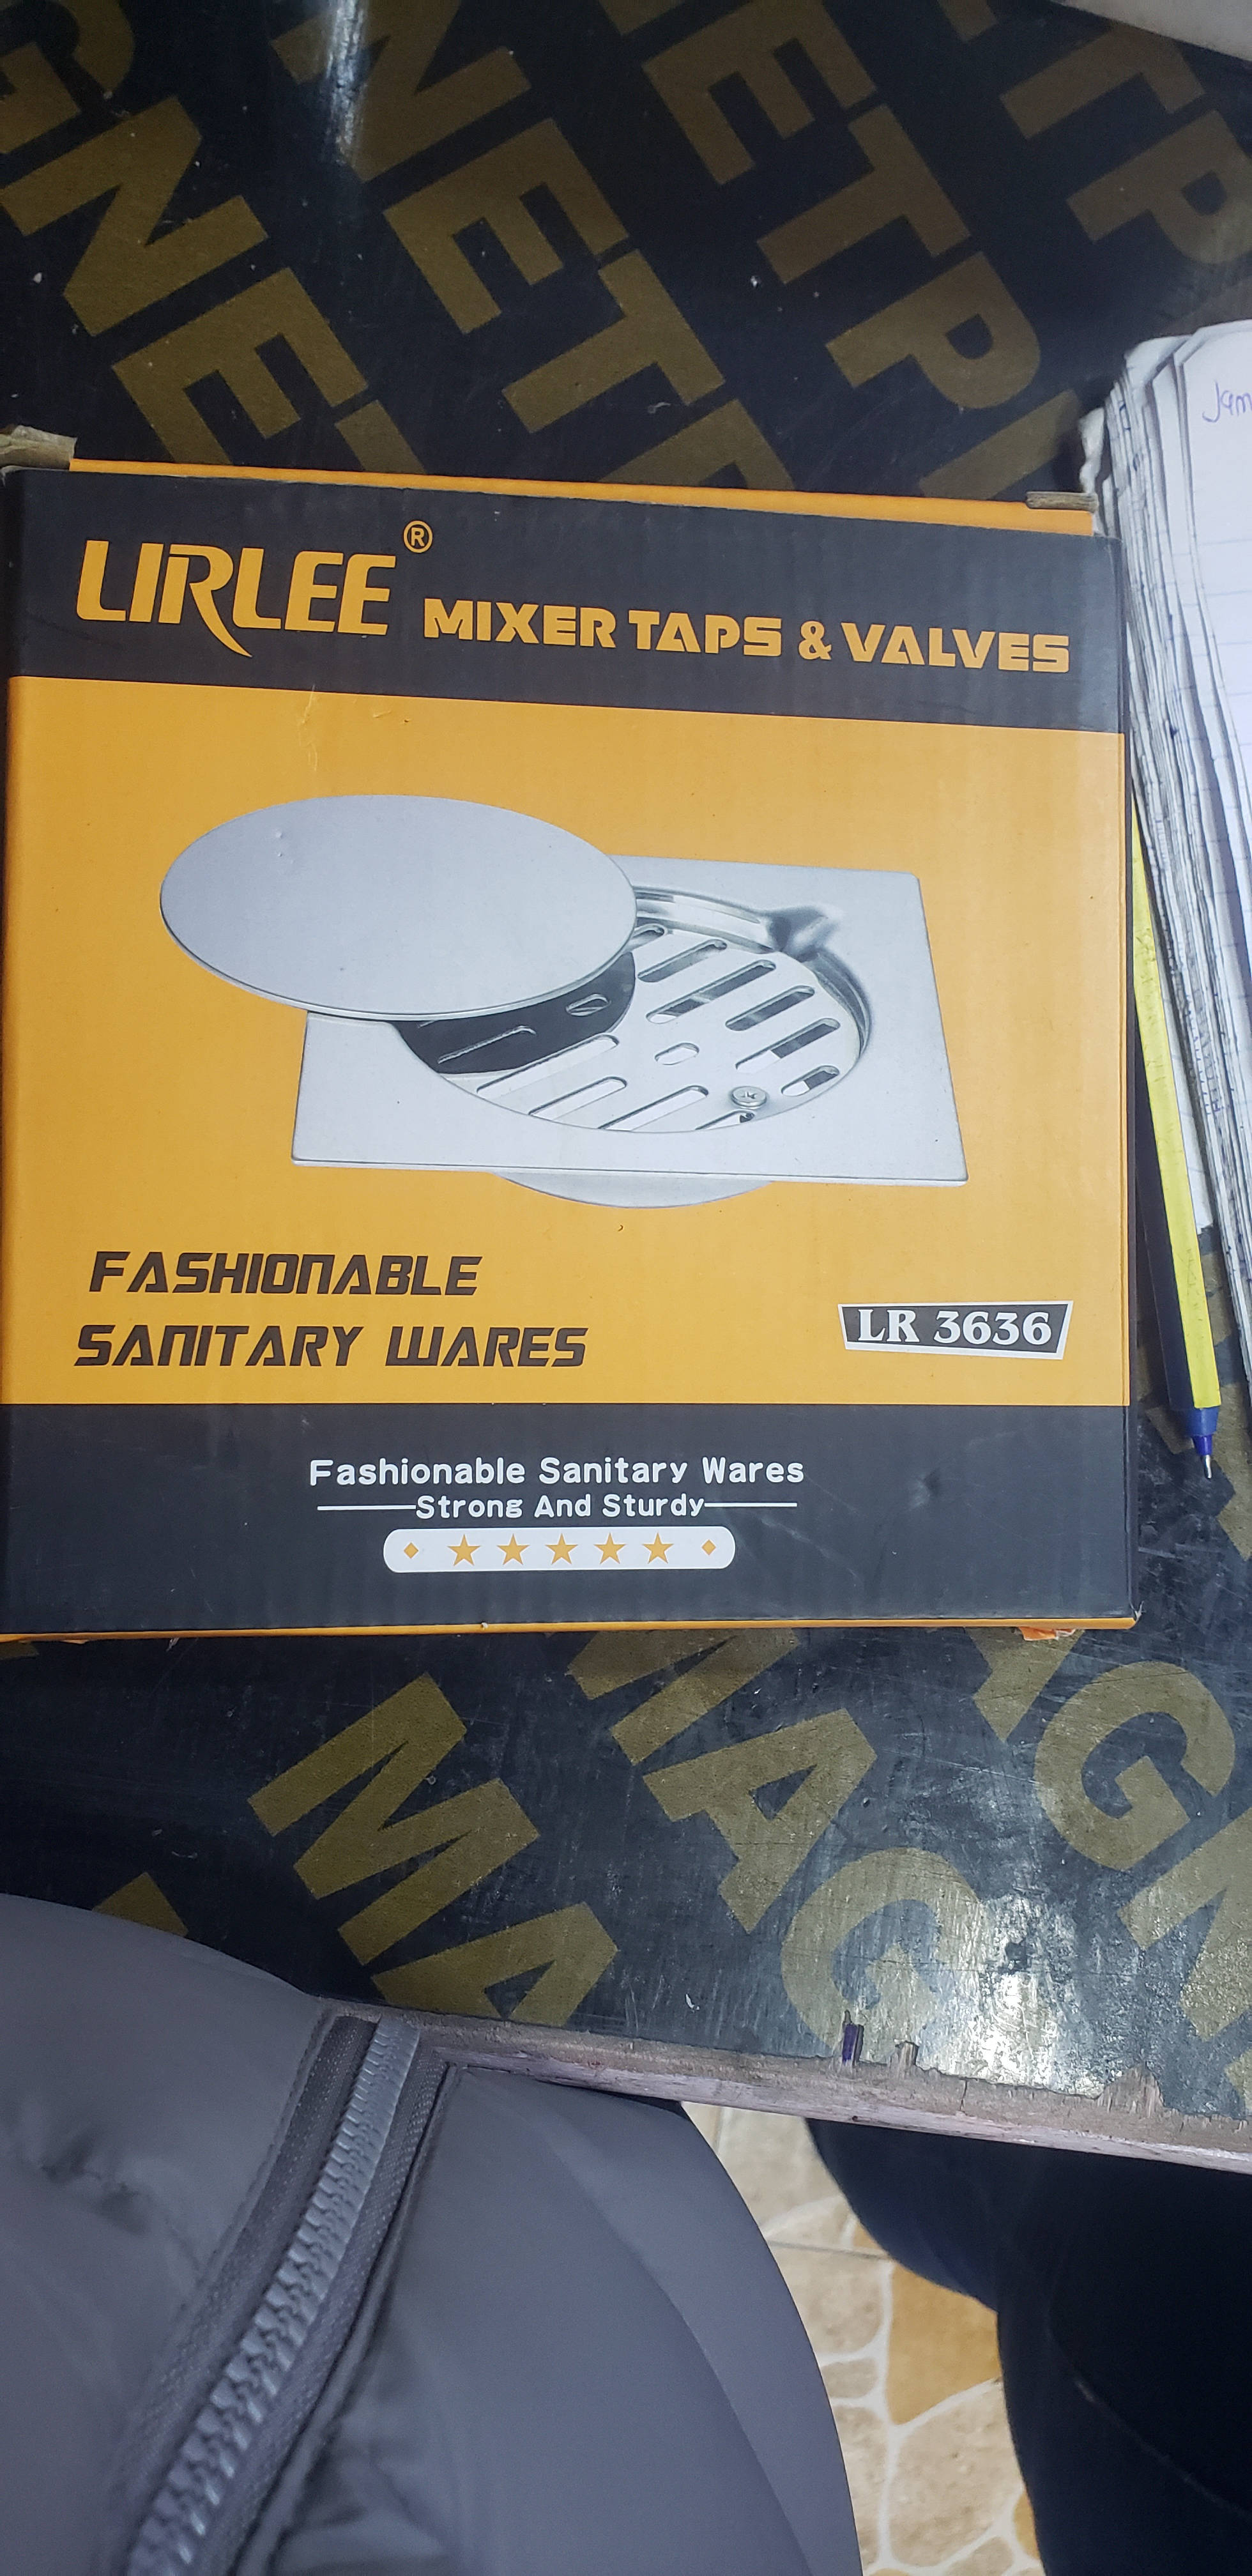 LIRLEE® MIXER TAPS & VALVES
FASHIONABLE
SANITARY WARES
LR 3636
Fashionable Sanitary Wares
Strong And Sturdy